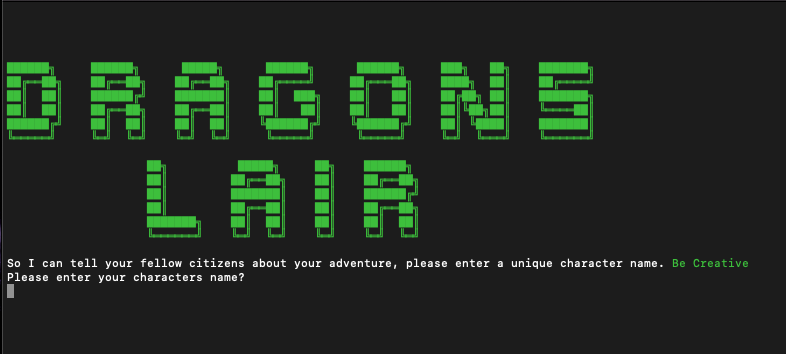 DRAGONS
LAIR
So I can tell your fellow citizens about your adventure, please enter a unique character name. Be Creative
Please enter your characters name?